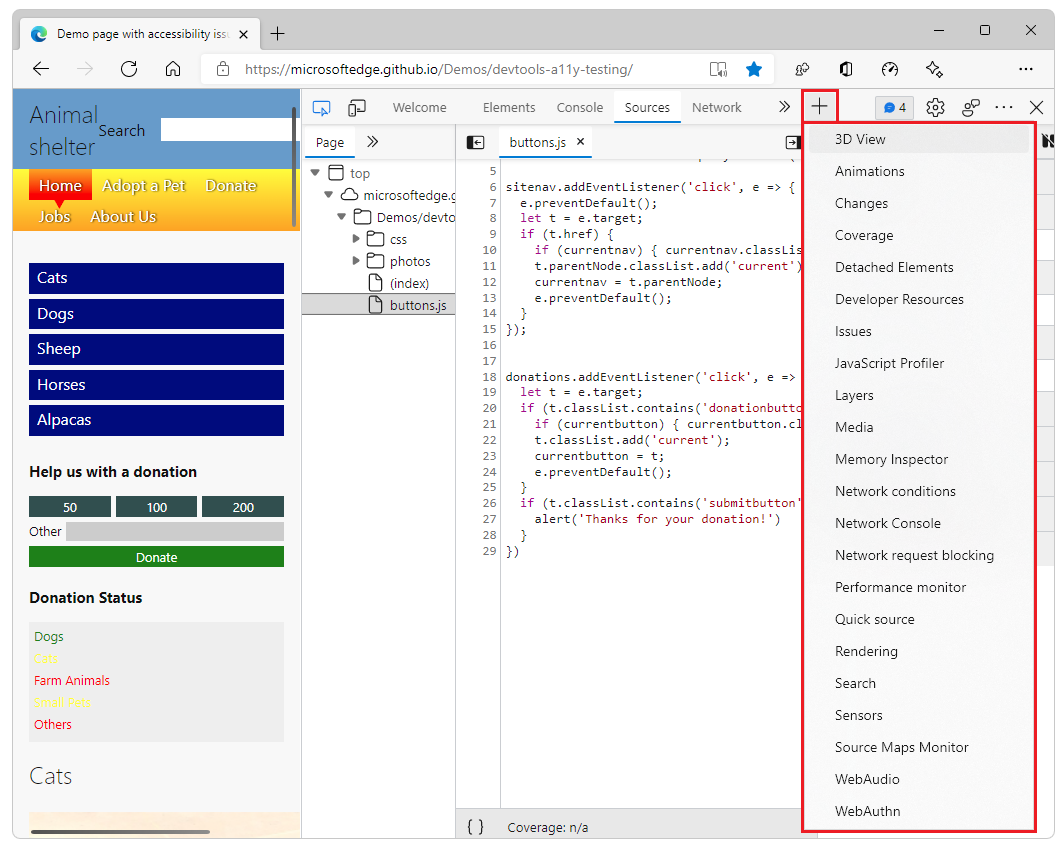 Demo page with accessibility issu
https://microsoftedge.github.io/Demos/devtools-a11y-testing/
Animal
shelter
Search
Home Adopt a Pet Donate
Jobs About Us
Cats
Dogs
Sheep
Horses
Alpacas
Help us with a donation
50 100 200
Other
Donate
Donation Status
Dogs
Cats
Farm Animals
Small Pets
Others
Cats
Welcome Elements Console Sources Network
4
Page
top
microsoftedge.g
Demos/devto
css
photos
(index)
buttons.js
buttons.js
5
6 sitenav.addEventListener('click', e => {
7 e.preventDefault();
8 let t = e.target;
9 if (t.href) {
10 if (currentnav) { currentnav.classLis
11 t.parentNode.classList.add('current')
12 currentnav = t.parentNode;
13 e.preventDefault();
14 }
15 });
16
17
18 donations.addEventListener('click', e =>
19 let t = e.target;
20 if (t.classList.contains('donationbutto
21 if (currentbutton) { currentbutton.cl
22 t.classList.add('current');
23 currentbutton = t;
24 e.preventDefault();
25 }
26 if (t.classList.contains('submitbutton'
27 alert('Thanks for your donation!')
28 }
29 })
{ } Coverage: n/a
3D View
Animations
Changes
Coverage
Detached Elements
Developer Resources
Issues
JavaScript Profiler
Layers
Media
Memory Inspector
Network conditions
Network Console
Network request blocking
Performance monitor
Quick source
Rendering
Search
Sensors
Source Maps Monitor
WebAudio
WebAuthn